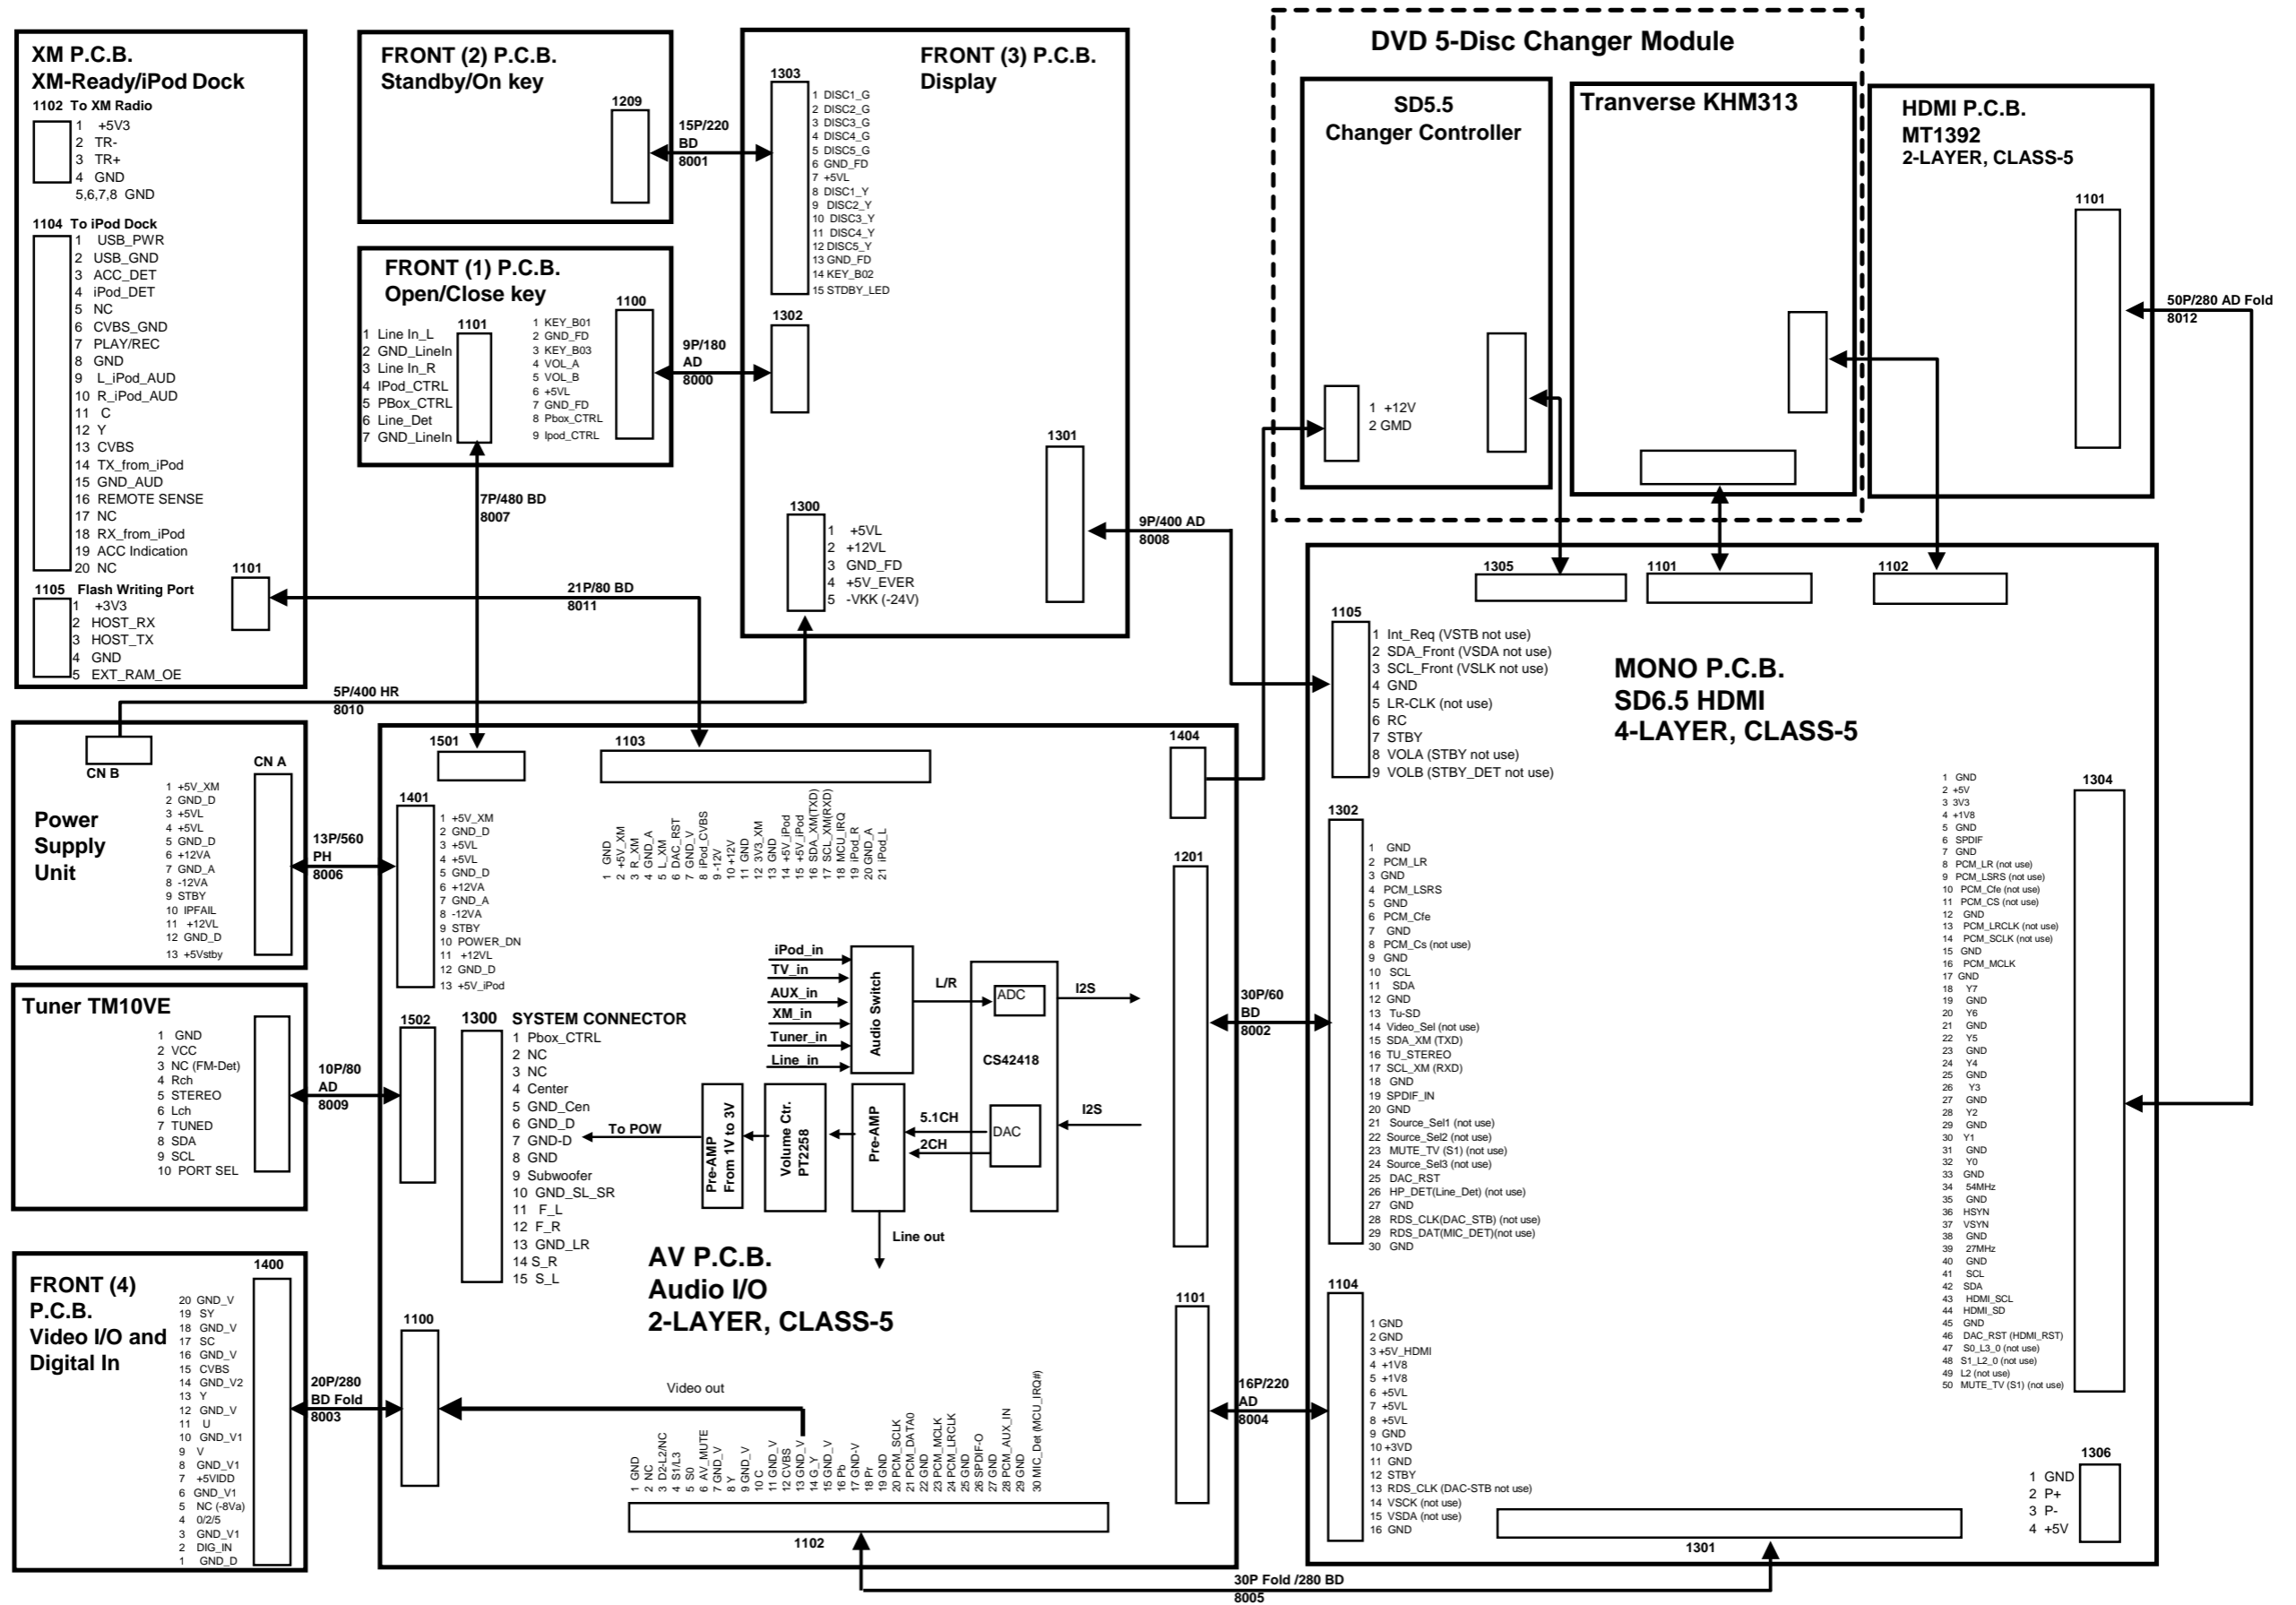 XM P.C.B.
XM-Ready/iPod Dock
1102 To XM Radio
1 +5V3
2 TR-
3 TR+
4 GND
5,6,7,8 GND
1104 To iPod Dock
1 USB_PWR
2 USB_GND
3 ACC_DET
4 iPod_DET
5 NC
6 CVBS_GND
7 PLAY/REC
8 GND
9 L_iPod_AUD
10 R_iPod_AUD
11 C
12 Y
13 CVBS
14 TX_from_iPod
15 GND_AUD
16 REMOTE SENSE
17 NC
18 RX_from_iPod
19 ACC Indication
20 NC
1105 Flash Writing Port
1 +3V3
2 HOST_RX
3 HOST_TX
4 GND
5 EXT_RAM_OE
1101
FRONT (2) P.C.B.
Standby/On key
1209
15P/220
BD
8001
FRONT (1) P.C.B.
Open/Close key
1101
1 Line In_L
2 GND_LineIn
3 Line In_R
4 IPod_CTRL
5 PBox_CTRL
6 Line_Det
7 GND_LineIn
1100
1 KEY_B01
2 GND_FD
3 KEY_B03
4 VOL_A
5 VOL_B
6 +5VL
7 GND_FD
8 Pbox_CTRL
9 Ipod_CTRL
9P/180
AD
8000
7P/480 BD
8007
21P/80 BD
8011
5P/400 HR
8010
FRONT (3) P.C.B.
Display
1303
1 DISC1_G
2 DISC2_G
3 DISC3_G
4 DISC4_G
5 DISC5_G
6 GND_FD
7 +5VL
8 DISC1_Y
9 DISC2_Y
10 DISC3_Y
11 DISC4_Y
12 DISC5_Y
13 GND_FD
14 KEY_B02
15 STDBY_LED
1302
1301
1300
1 +5VL
2 +12VL
3 GND_FD
4 +5V_EVER
5 -VKK (-24V)
9P/400 AD
8008
DVD 5-Disc Changer Module
SD5.5
Changer Controller
1 +12V
2 GMD
Tranverse KHM313
HDMI P.C.B.
MT1392
2-LAYER, CLASS-5
1101
50P/280 AD Fold
8012
Power
Supply
Unit
CN B
CN A
1 +5V_XM
2 GND_D
3 +5VL
4 +5VL
5 GND_D
6 +12VA
7 GND_A
8 -12VA
9 STBY
10 IPFAIL
11 +12VL
12 GND_D
13 +5Vstby
13P/560
PH
8006
Tuner TM10VE
1 GND
2 VCC
3 NC (FM-Det)
4 Rch
5 STEREO
6 Lch
7 TUNED
8 SDA
9 SCL
10 PORT SEL
10P/80
AD
8009
FRONT (4)
P.C.B.
Video I/O and
Digital In
1400
20 GND_V
19 SY
18 GND_V
17 SC
16 GND_V
15 CVBS
14 GND_V2
13 Y
12 GND_V
11 U
10 GND_V1
9 V
8 GND_V1
7 +5VIDD
6 GND_V1
5 NC (-8Va)
4 0/2/5
3 GND_V1
2 DIG_IN
1 GND_D
20P/280
BD Fold
8003
1501
1103
1 GND
2 +5V_XM
3 R_XM
4 GND_A
5 L_XM
6 DAC_RST
7 GND_V
8 iPod_CVBS
9 -12V
10 +12V
11 GND
12 3V3_XM
13 GND
14 +5V_iPod
15 +5V_iPod
16 SDA_XM(TXD)
17 SCL_XM(RXD)
18 MCU_IRQ
19 iPod_R
20 GND_A
21 iPod_L
1404
1401
1 +5V_XM
2 GND_D
3 +5VL
4 +5VL
5 GND_D
6 +12VA
7 GND_A
8 -12VA
9 STBY
10 POWER_DN
11 +12VL
12 GND_D
13 +5V_iPod
1502
1300 SYSTEM CONNECTOR
1 Pbox_CTRL
2 NC
3 NC
4 Center
5 GND_Cen
6 GND_D
7 GND-D
8 GND
9 Subwoofer
10 GND_SL_SR
11 F_L
12 F_R
13 GND_LR
14 S_R
15 S_L
iPod_in
TV_in
AUX_in
XM_in
Tuner_in
Line_in
Audio Switch
L/R
ADC
I2S
CS42418
DAC
I2S
5.1CH
2CH
Pre-AMP
Volume Ctr.
PT2258
Pre-AMP
From 1V to 3V
To POW
Line out
AV P.C.B.
Audio I/O
2-LAYER, CLASS-5
1201
30P/60
BD
8002
1101
16P/220
AD
8004
1100
Video out
1 GND
2 NC
3 D2-L2/NC
4 S1/L3
5 S0
6 AV_MUTE
7 GND_V
8 Y
9 GND_V
10 C
11 GND_V
12 CVBS
13 GND_V
14 G_Y
15 GND_V
16 Pb
17 GND-V
18 Pr
19 GND
20 PCM_SCLK
21 PCM_DATA0
22 GND
23 PCM_MCLK
24 PCM_LRCLK
25 GND
26 SPDIF-O
27 GND
28 PCM_AUX_IN
29 GND
30 MIC_Det (MCU_IRQ#)
1102
30P Fold /280 BD
8005
MONO P.C.B.
SD6.5 HDMI
4-LAYER, CLASS-5
1305
1101
1102
1105
1 Int_Req (VSTB not use)
2 SDA_Front (VSDA not use)
3 SCL_Front (VSLK not use)
4 GND
5 LR-CLK (not use)
6 RC
7 STBY
8 VOLA (STBY not use)
9 VOLB (STBY_DET not use)
1302
1 GND
2 PCM_LR
3 GND
4 PCM_LSRS
5 GND
6 PCM_Cfe
7 GND
8 PCM_Cs (not use)
9 GND
10 SCL
11 SDA
12 GND
13 Tu-SD
14 Video_Sel (not use)
15 SDA_XM (TXD)
16 TU_STEREO
17 SCL_XM (RXD)
18 GND
19 SPDIF_IN
20 GND
21 Source_Sel1 (not use)
22 Source_Sel2 (not use)
23 MUTE_TV (S1) (not use)
24 Source_Sel3 (not use)
25 DAC_RST
26 HP_DET(Line_Det) (not use)
27 GND
28 RDS_CLK(DAC_STB) (not use)
29 RDS_DAT(MIC_DET)(not use)
30 GND
1104
1 GND
2 GND
3 +5V_HDMI
4 +1V8
5 +1V8
6 +5VL
7 +5VL
8 +5VL
9 GND
10 +3VD
11 GND
12 STBY
13 RDS_CLK (DAC-STB not use)
14 VSCK (not use)
15 VSDA (not use)
16 GND
1304
1 GND
2 +5V
3 3V3
4 +1V8
5 GND
6 SPDIF
7 GND
8 PCM_LR (not use)
9 PCM_LSRS (not use)
10 PCM_Cfe (not use)
11 PCM_CS (not use)
12 GND
13 PCM_LRCLK (not use)
14 PCM_SCLK (not use)
15 GND
16 PCM_MCLK
17 GND
18 Y7
19 GND
20 Y6
21 GND
22 Y5
23 GND
24 Y4
25 GND
26 Y3
27 GND
28 Y2
29 GND
30 Y1
31 GND
32 Y0
33 GND
34 54MHz
35 GND
36 HSYN
37 VSYN
38 GND
39 27MHz
40 GND
41 SCL
42 SDA
43 HDMI_SCL
44 HDMI_SD
45 GND
46 DAC_RST (HDMI_RST)
47 S0_L3_0 (not use)
48 S1_L2_0 (not use)
49 L2 (not use)
50 MUTE_TV (S1) (not use)
1306
1 GND
2 P+
3 P-
4 +5V
1301